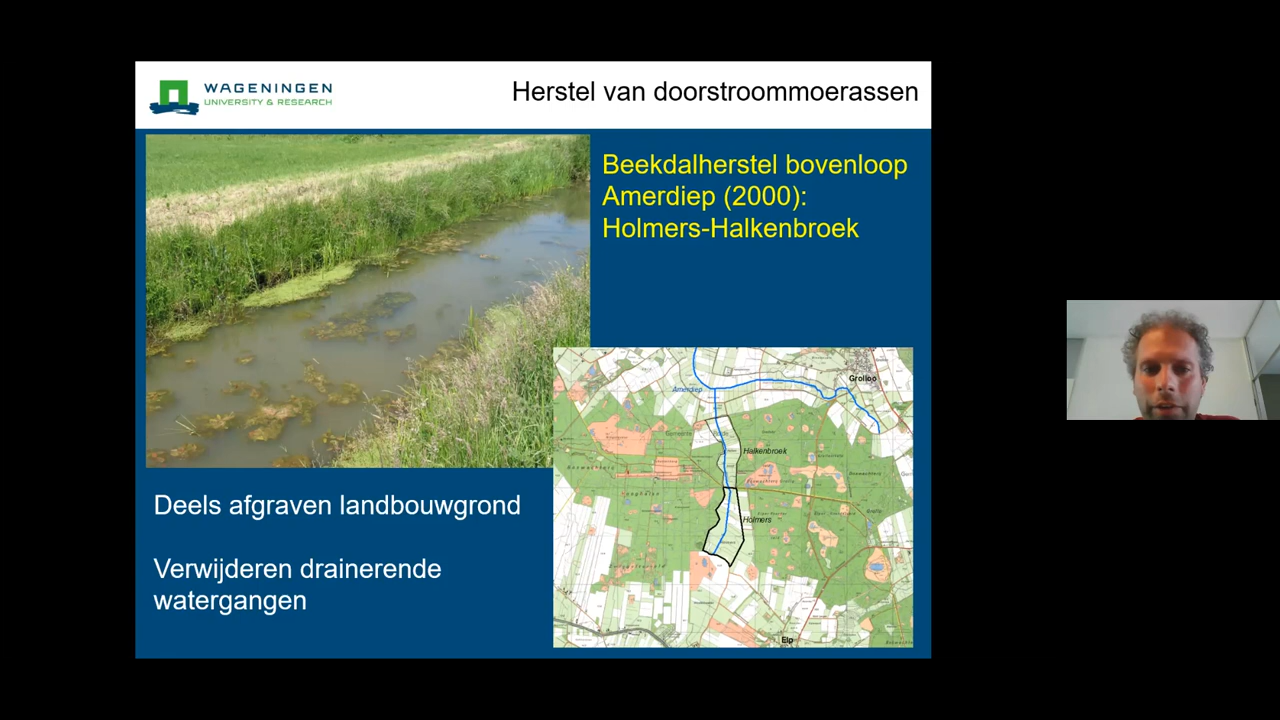 WAGENINGEN
UNIVERSITY & RESEARCH
Herstel van doorstroommoerassen
Beekdalherstel bovenloop
Amerdiep (2000):
Holmers-Halkenbroek
Amerdiep
Grolloo
Halkenbroek
Holmers
Elp
Deels afgraven landbouwgrond
Verwijderen drainerende
watergangen